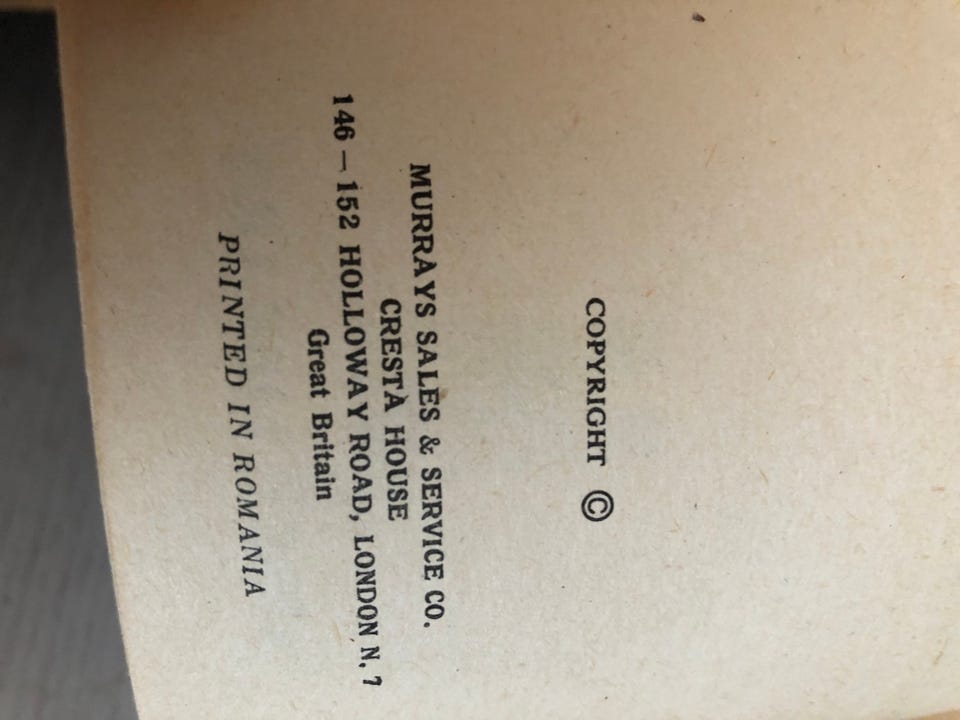 COPYRIGHT ©
MURRAYS SALES & SERVICE CO.
CRESTA HOUSE
146 – 152 HOLLOWAY ROAD, LONDON N. 7
Great Britain
PRINTED IN ROMANIA